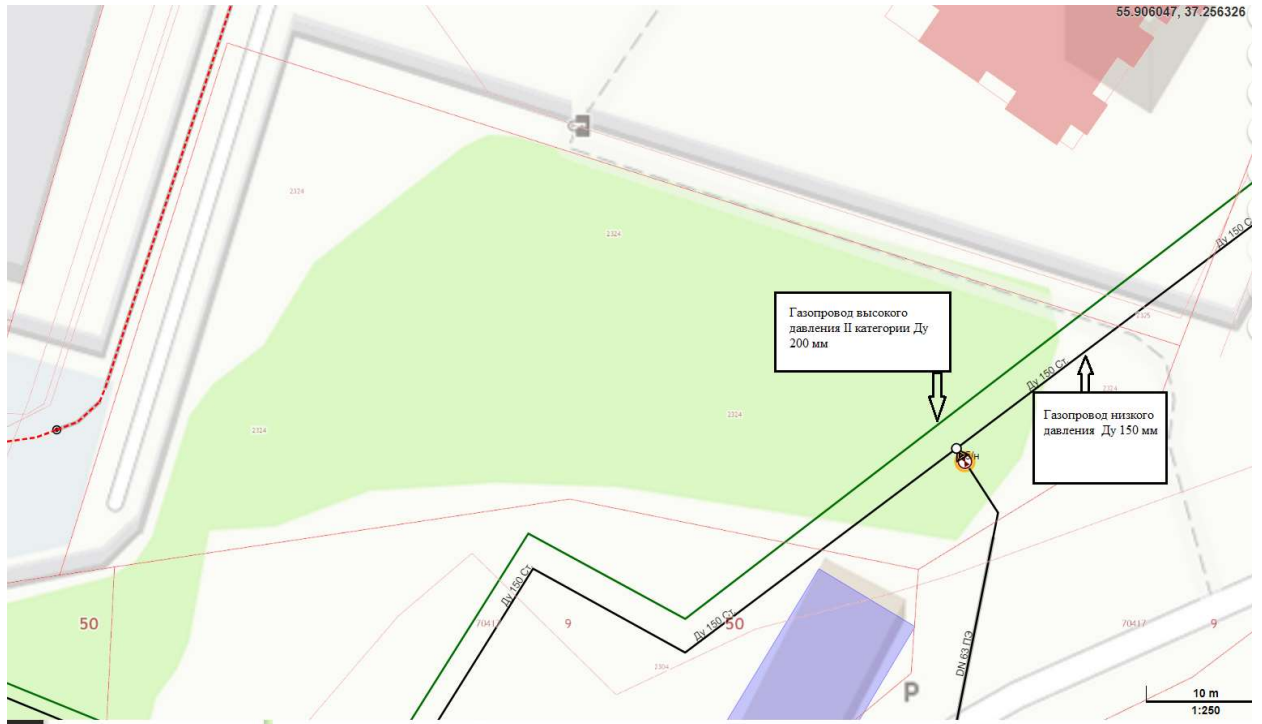 55.906047, 37.256326
2324
2324
Ду 150 С
Газопровод высокого
давления II категории Ду
200 мм
2325
Ду 150 Ст.
2324
Газопровод низкого
давления Ду 150 мм
2324
2324
Ду 150 Ст.
50
70417
9
Ду 150 Ст.
50
70417
9
2304
DN 63 ПЭ
P
10 m
1:250